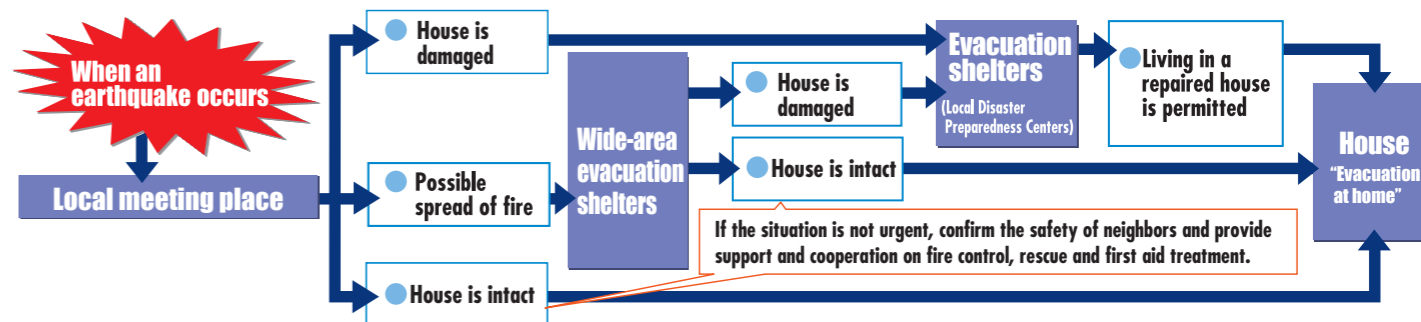 When an
earthquake occurs
Local meeting place
House is
damaged
Possible
spread of fire
House is intact
Wide-area
evacuation
shelters
House is
damaged
House is intact
Evacuation
shelters
(Local Disaster
Preparedness Centers)
Living in a
repaired house
is permitted
House
“Evacuation
at home”
If the situation is not urgent, confirm the safety of neighbors and provide
support and cooperation on fire control, rescue and first aid treatment.